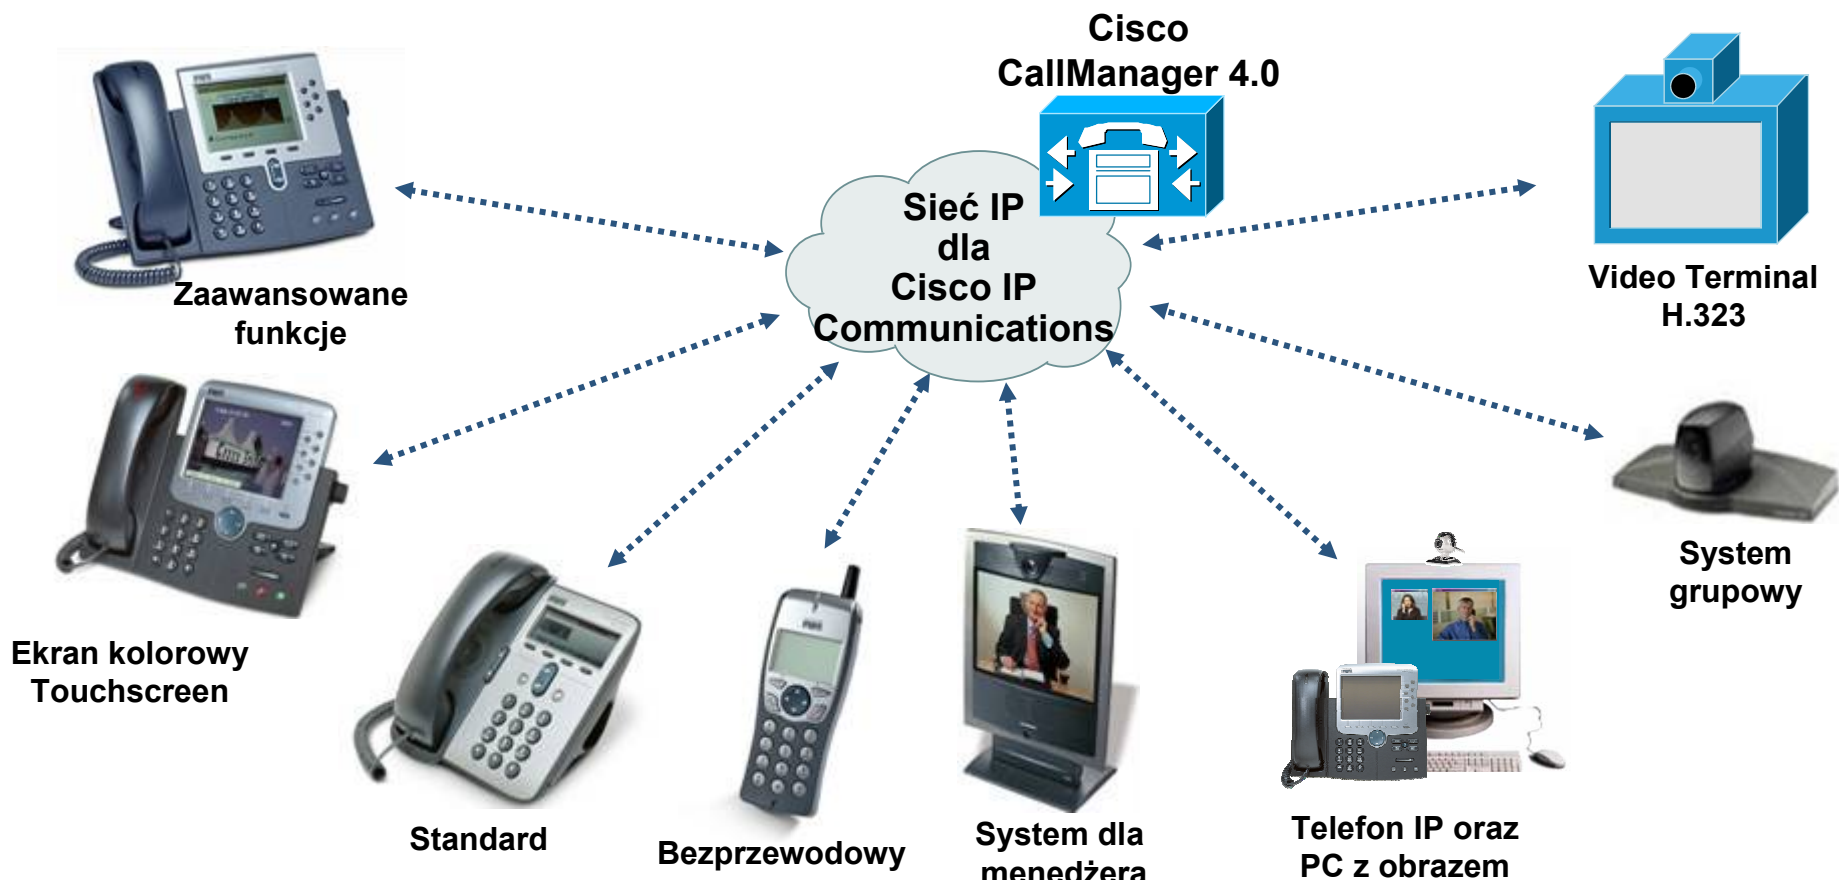 Cisco
CallManager 4.0
Sieć IP
dla
Cisco IP
Communications
Zaawansowane
funkcje
Video Terminal
H.323
Ekran kolorowy
Touchscreen
System
grupowy
Standard
Bezprzewodowy
System dla
menedżera
Telefon IP oraz
PC z obrazem